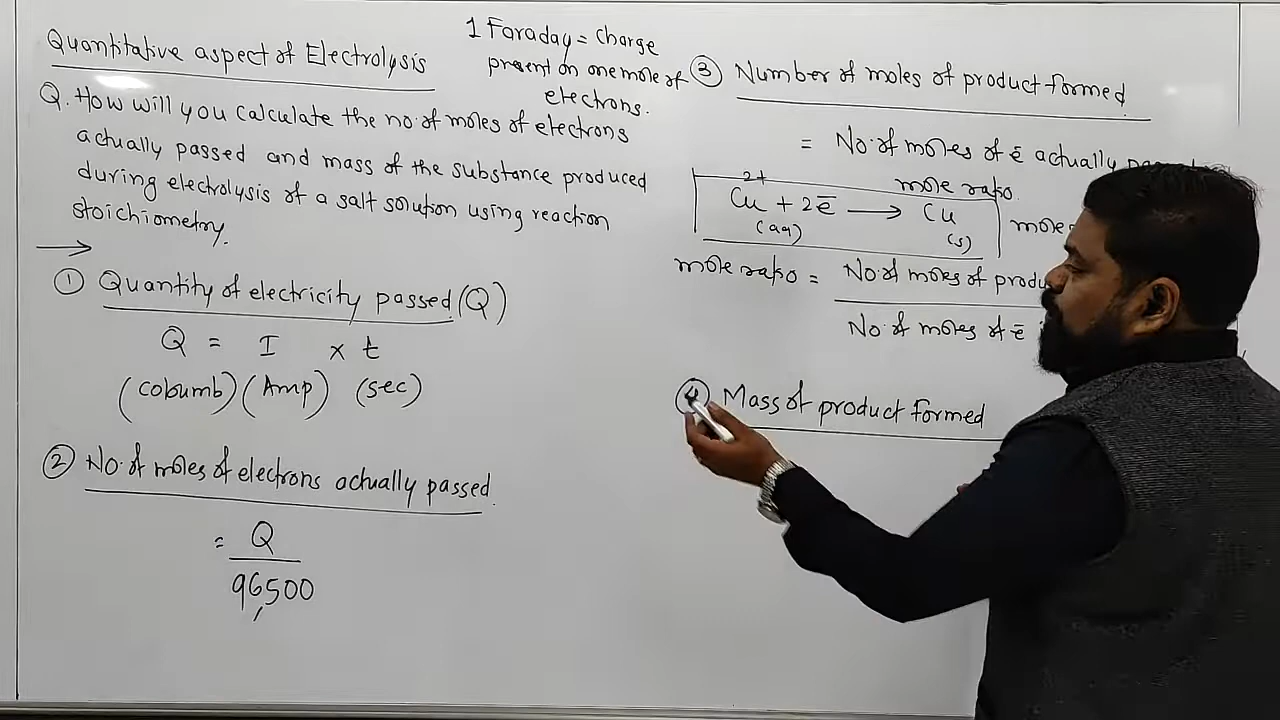 Quantitative aspect of Electrolysis
1 Faraday = Charge
present on one mole of
electrons.
Q. How will you calculate the no. of moles of electrons
actually passed and mass of the substance produced
during electrolysis of a salt solution using reaction
stoichiometry.
→
① Quantity of electricity passed (Q)
Q = I × t
(Coloumb) (Amp) (sec)
② No. of moles of electrons actually passed.
= Q
96,500
③ Number of moles of product formed
= No. of moles of ē actually
mole ratio.
Cu²⁺ + 2ē → Cu
(aq) (s)
mole ratio = No. of moles of
No. of moles of ē
④ Mass of product formed